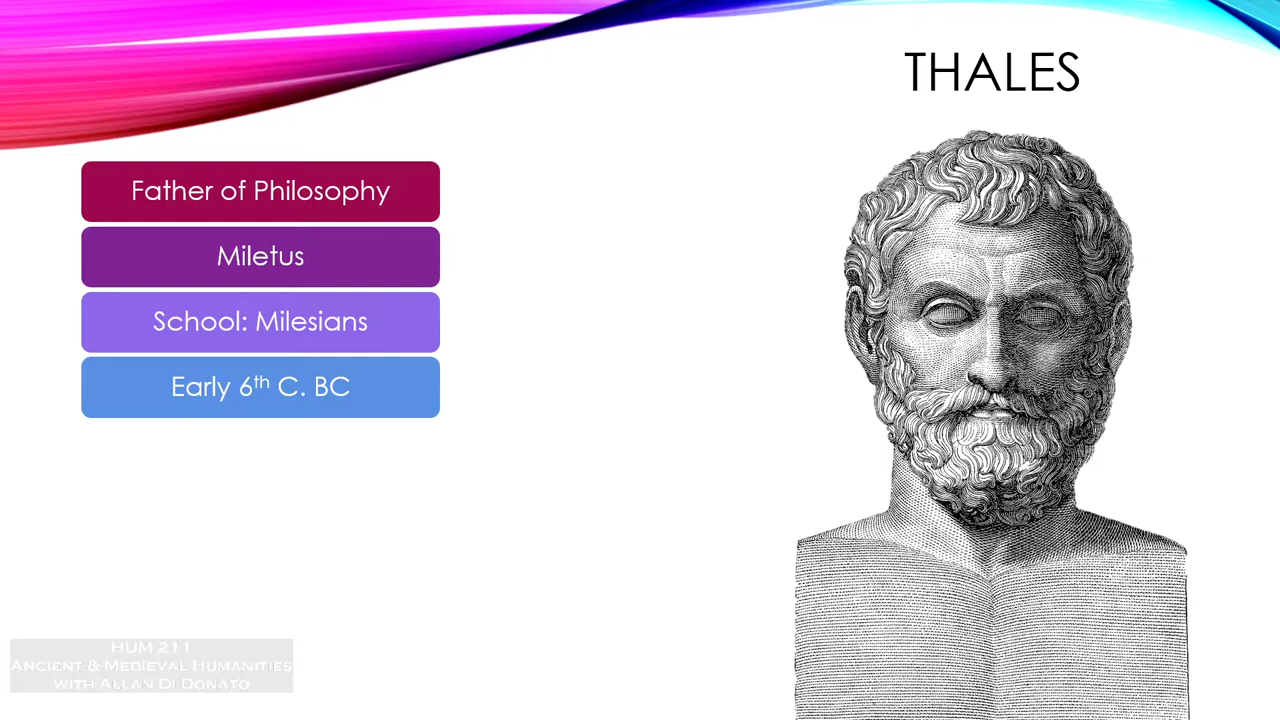 THALES
Father of Philosophy
Miletus
School: Milesians
Early 6th C. BC
HUM 211
ANCIENT & MEDIEVAL HUMANITIES
WITH ALLAN DI DONATO